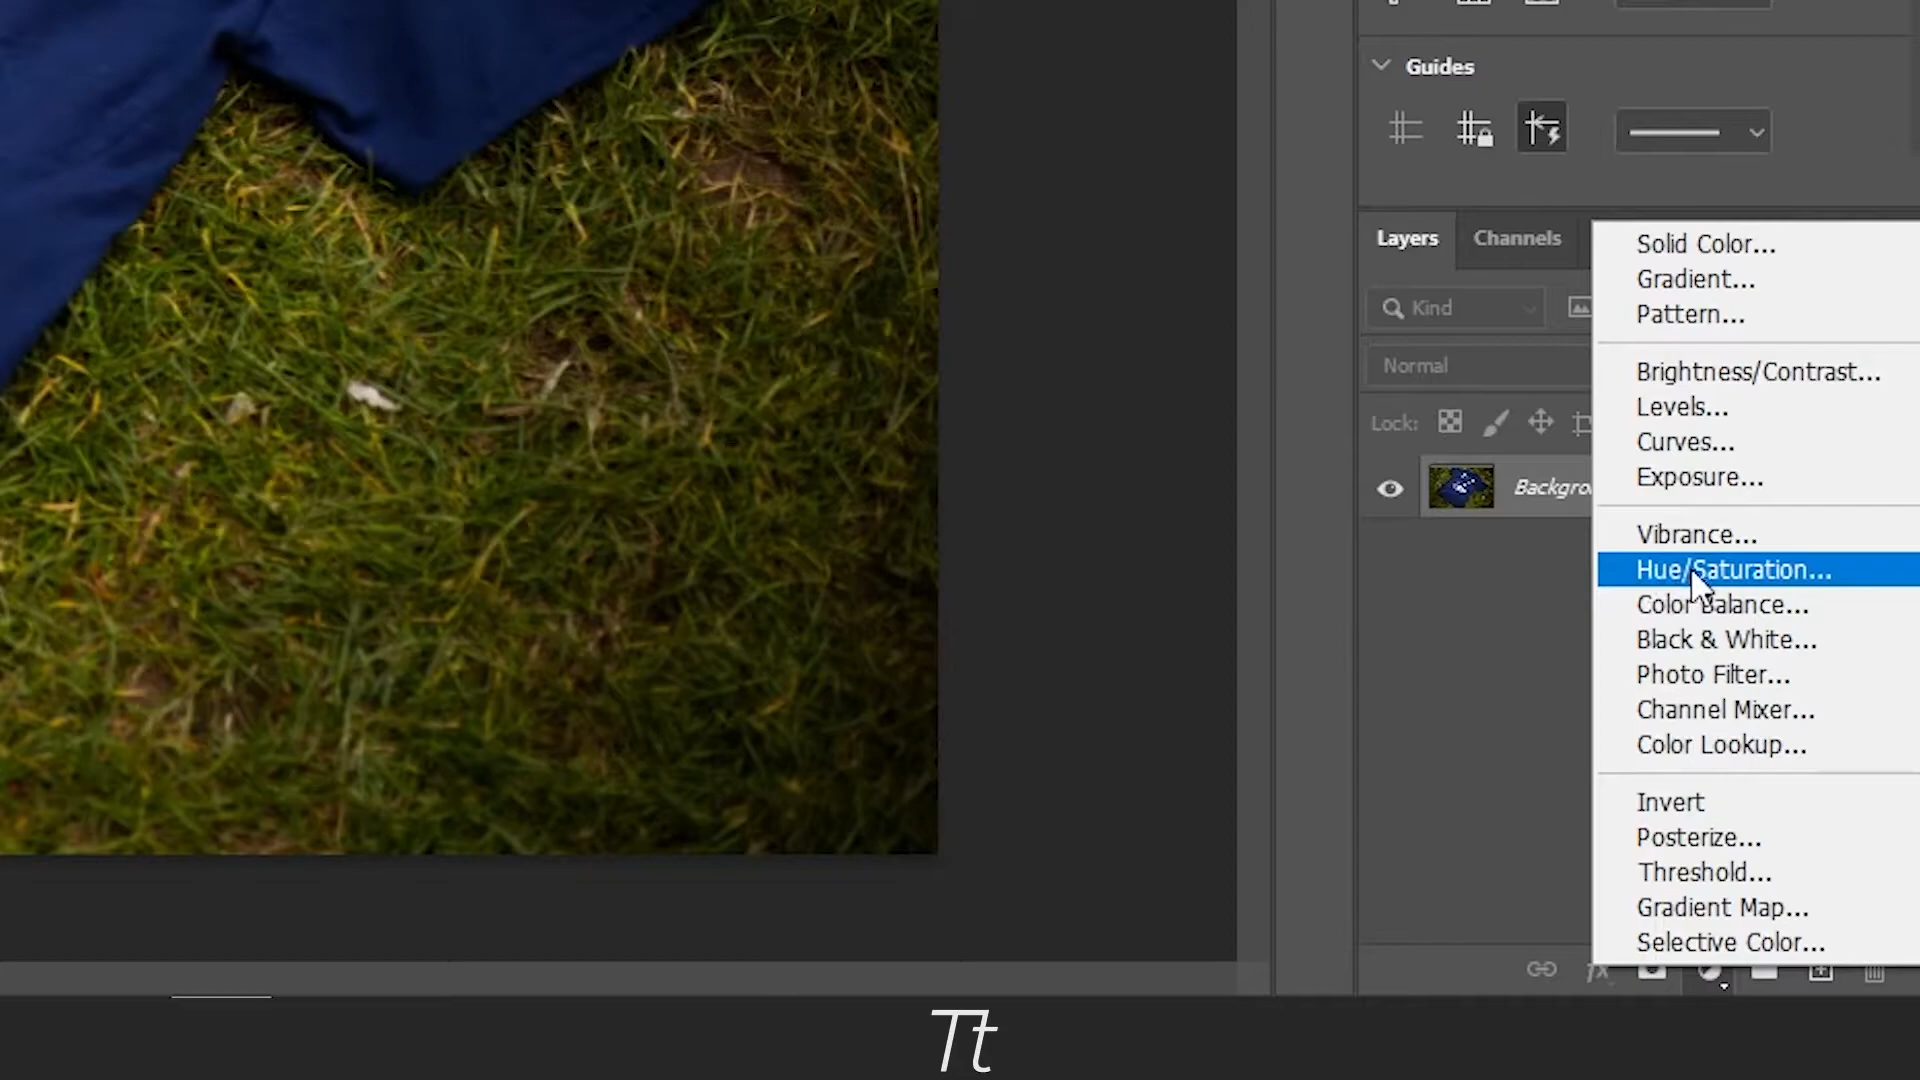 Guides
Layers
Channels
Kind
Normal
Lock:
Solid Color...
Gradient...
Pattern...
Brightness/Contrast...
Levels...
Curves...
Exposure...
Vibrance...
Hue/Saturation...
Color Balance...
Black & White...
Photo Filter...
Channel Mixer...
Color Lookup...
Invert
Posterize...
Threshold...
Gradient Map...
Selective Color...
fx
Tt